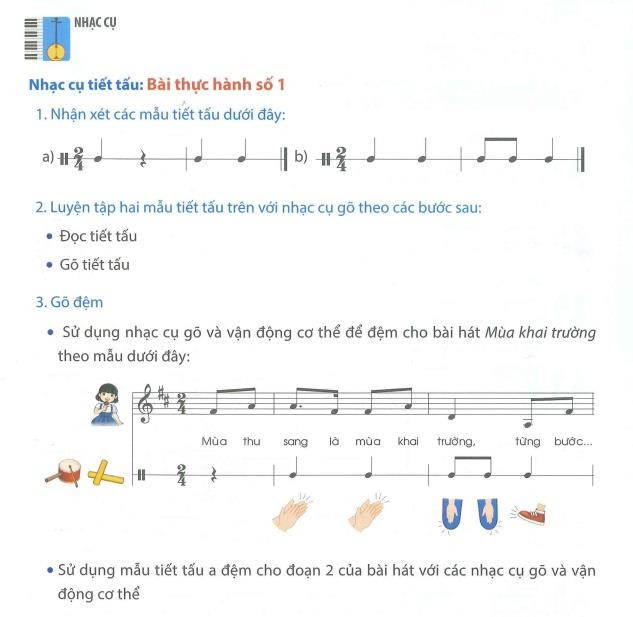 NHẠC CỤ
Nhạc cụ tiết tấu: Bài thực hành số 1
1. Nhận xét các mẫu tiết tấu dưới đây:
a) 2 4 b) 2 4
2. Luyện tập hai mẫu tiết tấu trên với nhạc cụ gõ theo các bước sau:
• Đọc tiết tấu
• Gõ tiết tấu
3. Gõ đệm
• Sử dụng nhạc cụ gõ và vận động cơ thể để đệm cho bài hát Mùa khai trường
theo mẫu dưới đây:
2 4
Mùa thu sang là mùa khai trường, từng bước...
2 4
• Sử dụng mẫu tiết tấu a đệm cho đoạn 2 của bài hát với các nhạc cụ gõ và vận
động cơ thể